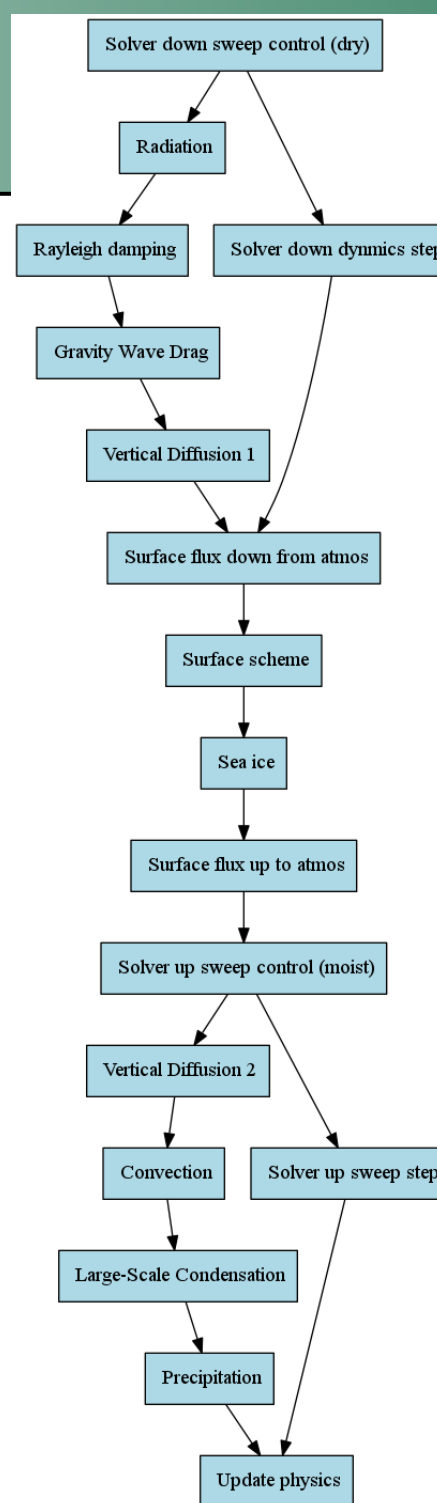 Solver down sweep control (dry)
Radiation
Rayleigh damping
Solver down dynmics step
Gravity Wave Drag
Vertical Diffusion 1
Surface flux down from atmos
Surface scheme
Sea ice
Surface flux up to atmos
Solver up sweep control (moist)
Vertical Diffusion 2
Convection
Solver up sweep step
Large-Scale Condensation
Precipitation
Update physics